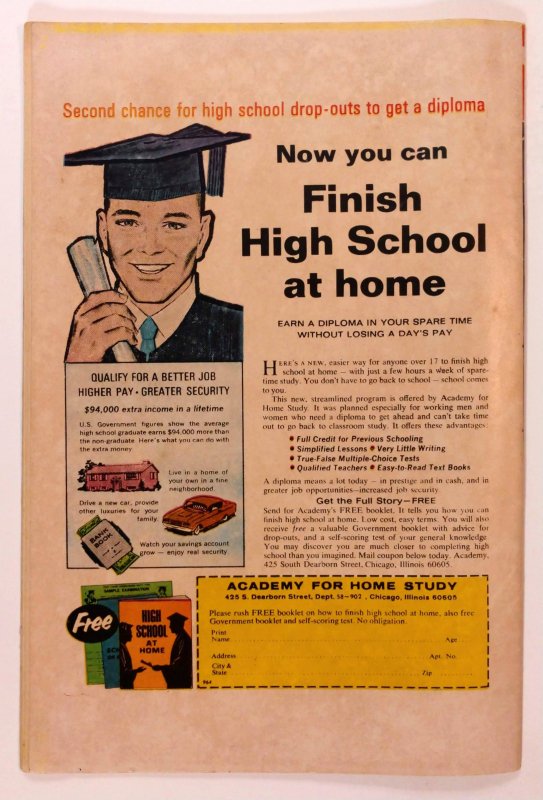 Second chance for high school drop-outs to get a diploma
Now you can
Finish
High School
at home
EARN A DIPLOMA IN YOUR SPARE TIME
WITHOUT LOSING A DAY'S PAY
HERE'S A NEW, easier way for anyone over 17 to finish high
school at home — with just a few hours a week of spare-
time study. You don't have to go back to school — school comes
to you.
This new, streamlined program is offered by Academy for
Home Study. It was planned especially for working men and
women who need a diploma to get ahead and can't take time
out to go back to classroom study. It offers these advantages:
• Full Credit for Previous Schooling
• Simplified Lessons • Very Little Writing
• True-False Multiple-Choice Tests
• Qualified Teachers • Easy-to-Read Text Books
A diploma means a lot today — in prestige and in cash, and in
greater job opportunities—increased job security.
Get the Full Story—FREE
Send for Academy's FREE booklet. It tells you how you can
finish high school at home. Low cost, easy terms. You will also
receive free a valuable Government booklet with advice for
drop-outs, and a self-scoring test of your general knowledge.
You may discover you are much closer to completing high
school than you imagined. Mail coupon below today. Academy,
425 South Dearborn Street, Chicago, Illinois 60605.
QUALIFY FOR A BETTER JOB
HIGHER PAY • GREATER SECURITY
$94,000 extra income in a lifetime
U.S. Government figures show the average
high school graduate earns $94,000 more than
the non-graduate. Here's what you can do with
the extra money
Live in a home of
your own in a fine
neighborhood.
Drive a new car, provide
other luxuries for your
family.
BANK
BOOK
Watch your savings account
grow — enjoy real security
SAMPLE EXAMINATION
Free
HIGH
SCHOOL
AT
HOME
ACADEMY FOR HOME STUDY
425 S. Dearborn Street, Dept. 58-902, Chicago, Illinois 60605
Please rush FREE booklet on how to finish high school at home, also free
Government booklet and self-scoring test. No obligation.
Print
Name Age
Address Apt. No.
City &
State Zip
964